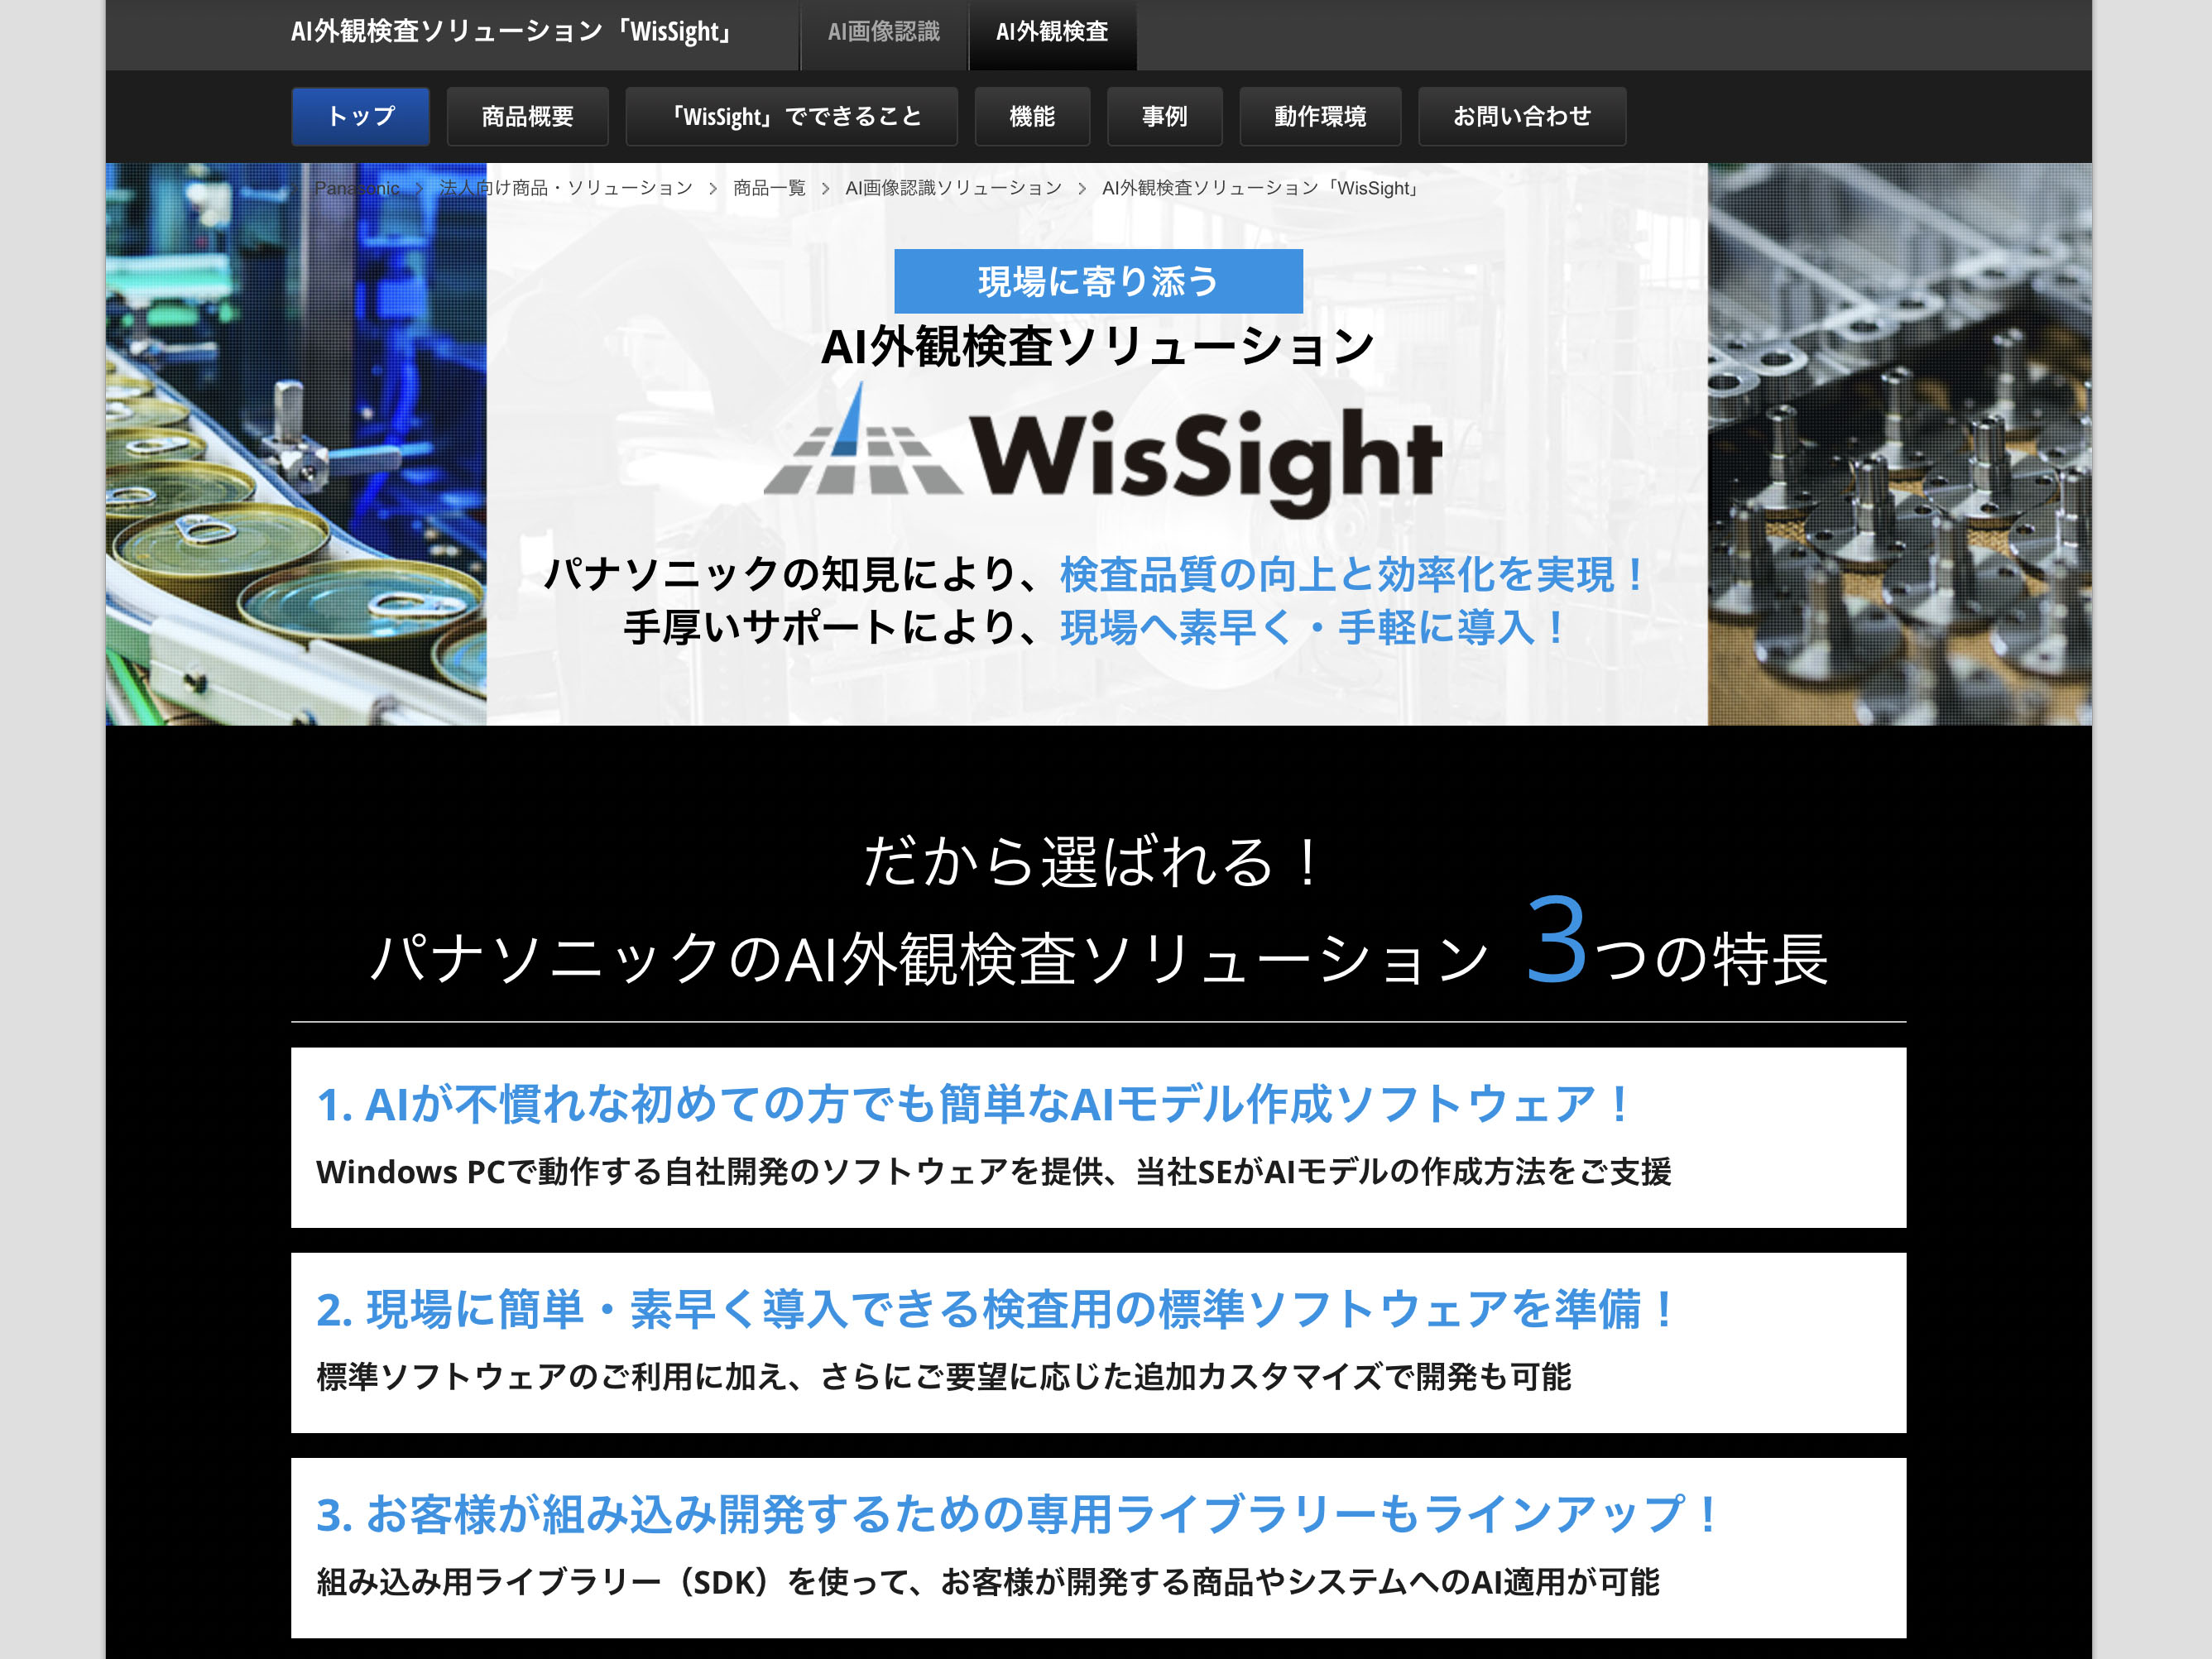 AI外観検査ソリューション「WisSight」
AI画像認識
AI外観検査
トップ
商品概要
「WisSight」でできること
機能
事例
動作環境
お問い合わせ
Panasonic > 法人向け商品・ソリューション > 商品一覧 > AI画像認識ソリューション > AI外観検査ソリューション「WisSight」
現場に寄り添う
AI外観検査ソリューション
WisSight
パナソニックの知見により、検査品質の向上と効率化を実現！
手厚いサポートにより、現場へ素早く・手軽に導入！
だから選ばれる！
パナソニックのAI外観検査ソリューション 3つの特長
1. AIが不慣れな初めての方でも簡単なAIモデル作成ソフトウェア！
Windows PCで動作する自社開発のソフトウェアを提供、当社SEがAIモデルの作成方法をご支援
2. 現場に簡単・素早く導入できる検査用の標準ソフトウェアを準備！
標準ソフトウェアのご利用に加え、さらにご要望に応じた追加カスタマイズで開発も可能
3. お客様が組み込み開発するための専用ライブラリーもラインアップ！
組み込み用ライブラリー（SDK）を使って、お客様が開発する商品やシステムへのAI適用が可能